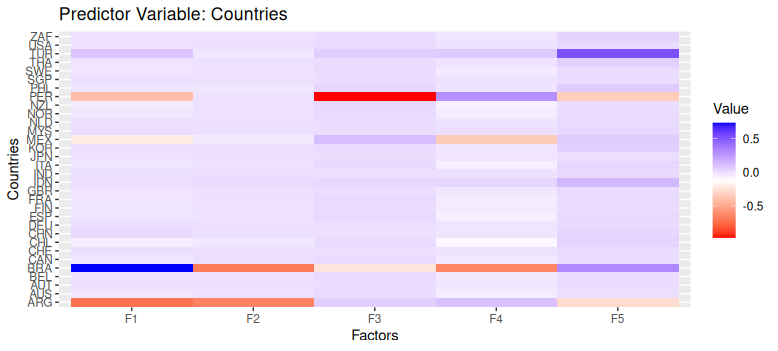 Predictor Variable: Countries
Countries
ZAF
USA
TUR
THA
SWE
SGP
PHL
PER
NZL
NOR
NLD
MYS
MEX
KOR
JPN
ITA
IND
IDN
GBR
FRA
FIN
ESP
DEU
CHN
CHL
CHE
CAN
BRA
BEL
AUT
AUS
ARG
F1 F2 F3 F4 F5
Factors
Value
0.5
0.0
-0.5